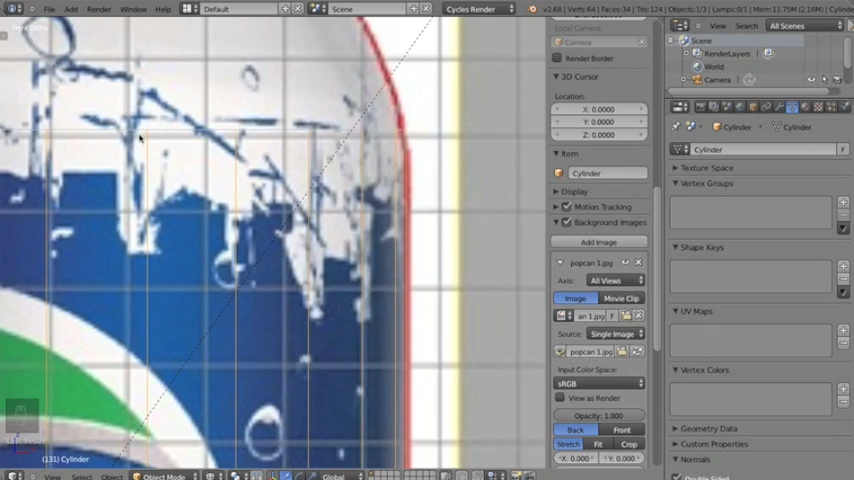 File Add Render Window Help Default Scene Cycles Render v2.68 | Verts:64 | Faces:34 | Tris:124 | Objects:1/3 | Lamps:0/1 | Mem:11.75M (2.16M) | Cylinder
Front Ortho
Local Camera:
Camera
Render Border
3D Cursor
Location:
X: 0.0000
Y: 0.0000
Z: 0.0000
Item
Cylinder
Display
Motion Tracking
Background Images
Add Image
popcan 1.jpg
Axis: All Views
Image Movie Clip
an 1.jpg F
Source: Single Image
popcan 1.jpg
Input Color Space:
sRGB
View as Render
Opacity: 1.000
Back Front
Stretch Fit Crop
X: 0.000 Y: 0.000
View Search All Scenes
Scene
RenderLayers
World
Camera
Cylinder Cylinder
Cylinder F
Texture Space
Vertex Groups
Shape Keys
UV Maps
Vertex Colors
Geometry Data
Custom Properties
Normals
Double Sided
(131) Cylinder
View Select Add Object Object Mode Global